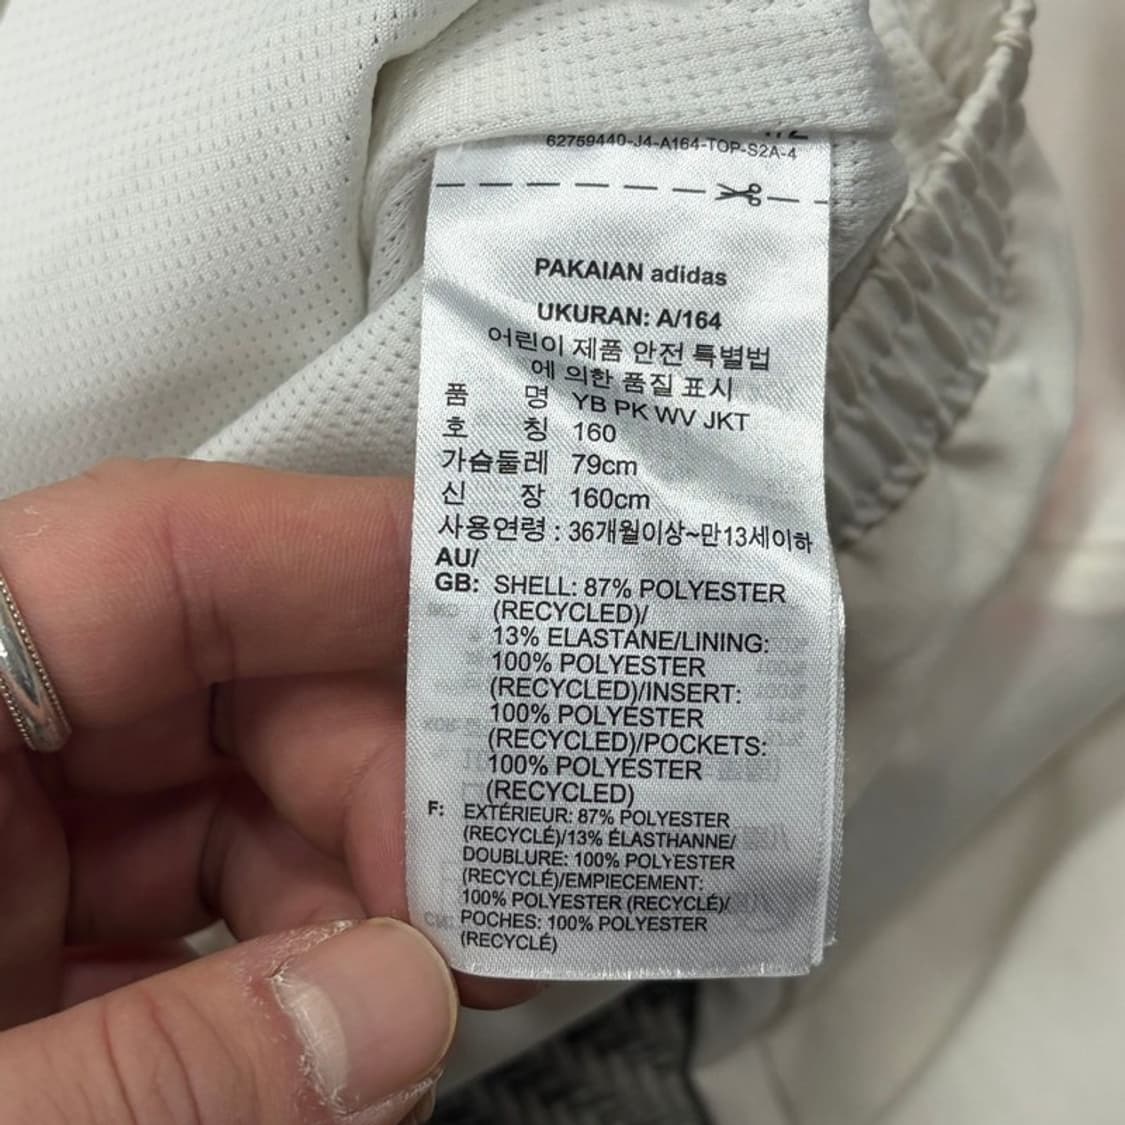 62759440-J4-A164-TOP-S2A-4
PAKAIAN adidas
UKURAN: A/164
어린이 제품 안전 특별법
에 의한 품질 표시
품 명 YB PK WV JKT
호 칭 160
가슴둘레 79cm
신 장 160cm
사용연령 : 36개월이상~만13세이하
AU/
GB: SHELL: 87% POLYESTER
(RECYCLED)/
13% ELASTANE/LINING:
100% POLYESTER
(RECYCLED)/INSERT:
100% POLYESTER
(RECYCLED)/POCKETS:
100% POLYESTER
(RECYCLED)
F: EXTÉRIEUR: 87% POLYESTER
(RECYCLÉ)/13% ÉLASTHANNE/
DOUBLURE: 100% POLYESTER
(RECYCLÉ)/EMPIECEMENT:
100% POLYESTER (RECYCLÉ)/
POCHES: 100% POLYESTER
(RECYCLÉ)